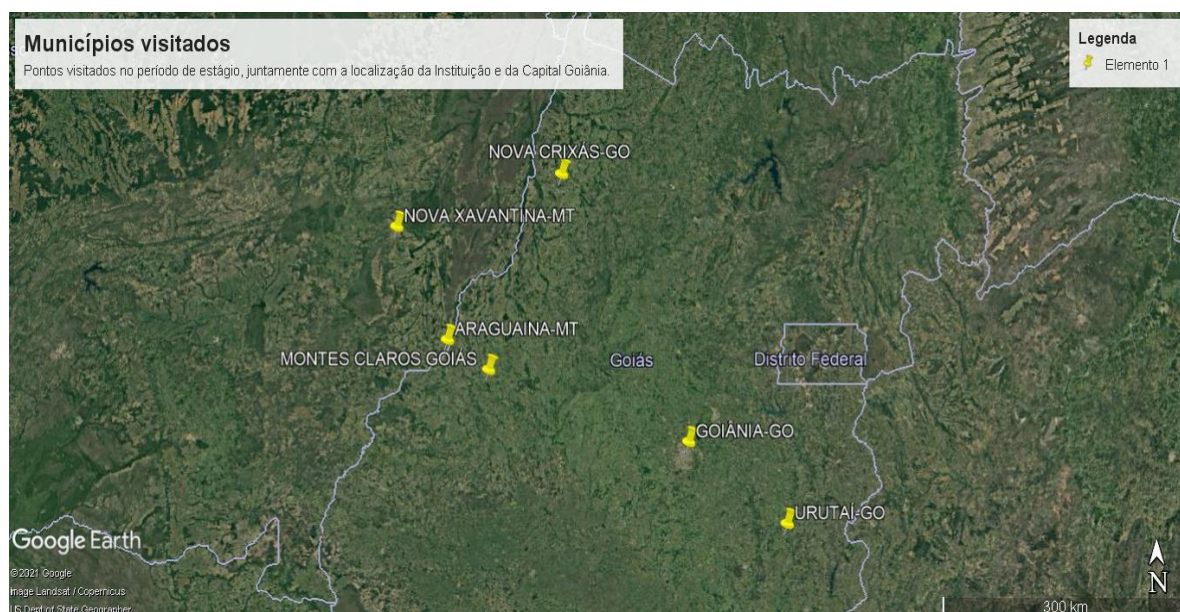 Municípios visitados
Pontos visitados no período de estágio, juntamente com a localização da Instituição e da Capital Goiânia.
Legenda
Elemento 1
NOVA CRIXÁS-GO
NOVA XAVANTINA-MT
ARAGUAINA-MT
MONTES CLAROS GOIÁS
Goiás
Distrito Federal
GOIÂNIA-GO
URUTAÍ-GO
Google Earth
©2021 Google
Image Landsat / Copernicus
US Dept of State Geographer
N
300 km